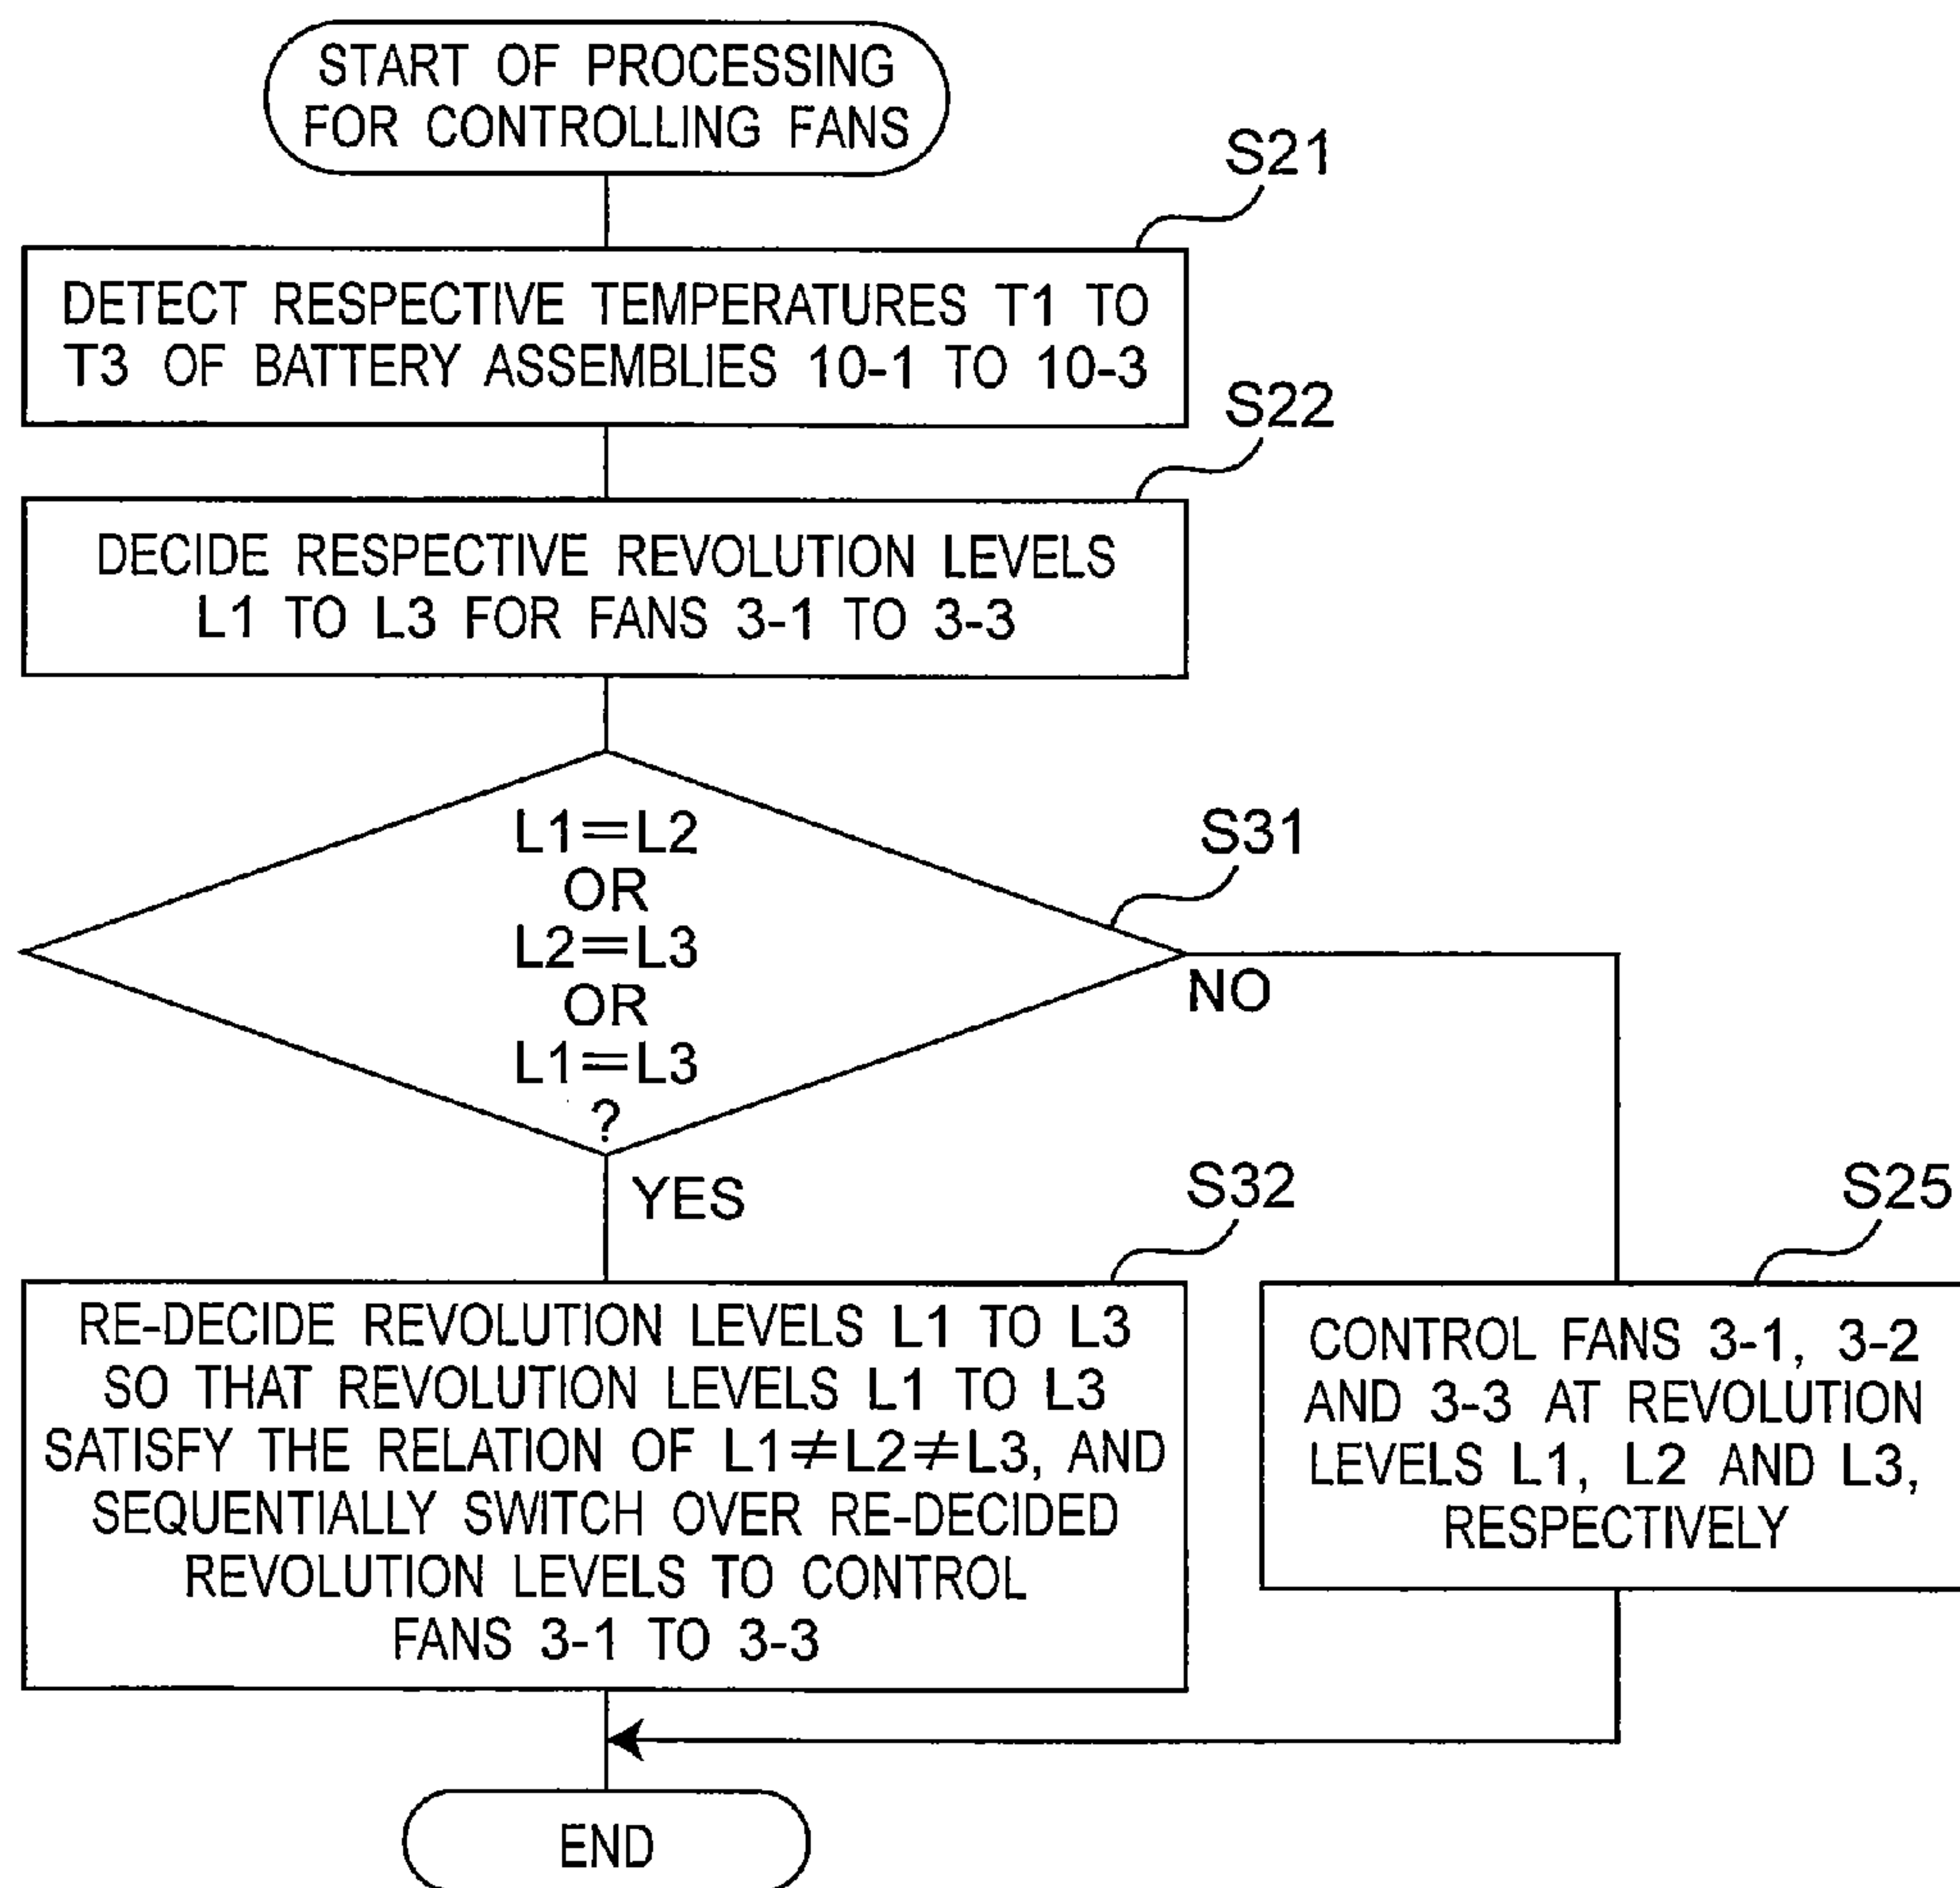 START OF PROCESSING
FOR CONTROLLING FANS
S21
DETECT RESPECTIVE TEMPERATURES T1 TO
T3 OF BATTERY ASSEMBLIES 10-1 TO 10-3
S22
DECIDE RESPECTIVE REVOLUTION LEVELS
L1 TO L3 FOR FANS 3-1 TO 3-3
S31
L1=L2
OR
L2=L3
OR
L1=L3
?
NO
YES
S32
RE-DECIDE REVOLUTION LEVELS L1 TO L3
SO THAT REVOLUTION LEVELS L1 TO L3
SATISFY THE RELATION OF L1≠L2≠L3, AND
SEQUENTIALLY SWITCH OVER RE-DECIDED
REVOLUTION LEVELS TO CONTROL
FANS 3-1 TO 3-3
S25
CONTROL FANS 3-1, 3-2
AND 3-3 AT REVOLUTION
LEVELS L1, L2 AND L3,
RESPECTIVELY
END